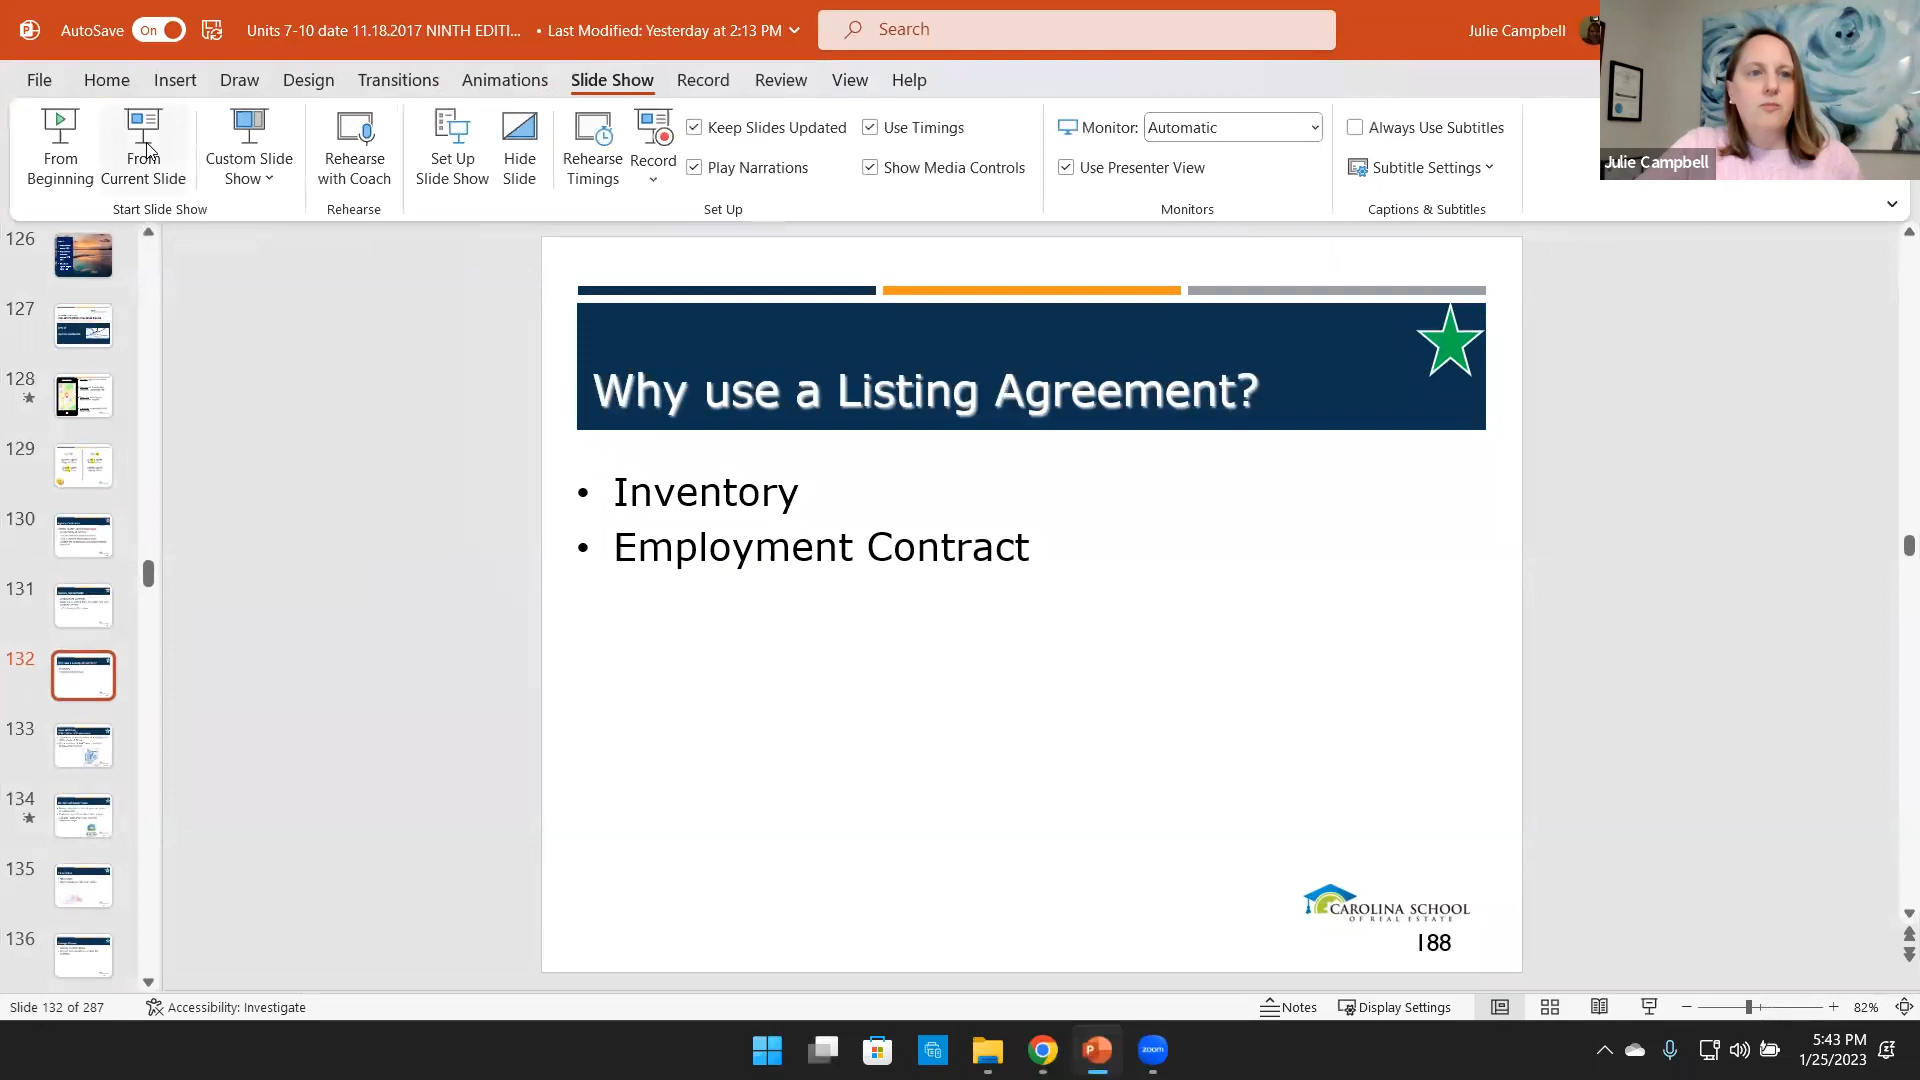 AutoSave On Units 7-10 date 11.18.2017 NINTH EDITI... • Last Modified: Yesterday at 2:13 PM Search Julie Campbell
File Home Insert Draw Design Transitions Animations Slide Show Record Review View Help
From Beginning
From Current Slide
Custom Slide Show
Start Slide Show
Rehearse with Coach
Rehearse
Set Up Slide Show
Hide Slide
Rehearse Timings
Record
Keep Slides Updated
Play Narrations
Use Timings
Show Media Controls
Set Up
Monitor: Automatic
Use Presenter View
Monitors
Always Use Subtitles
Subtitle Settings
Captions & Subtitles
Julie Campbell
126
127
128
129
130
131
132
133
134
135
136
Why use a Listing Agreement?
• Inventory
• Employment Contract
CAROLINA SCHOOL
OF REAL ESTATE
188
Slide 132 of 287 Accessibility: Investigate Notes Display Settings 82%
zoom
5:43 PM
1/25/2023